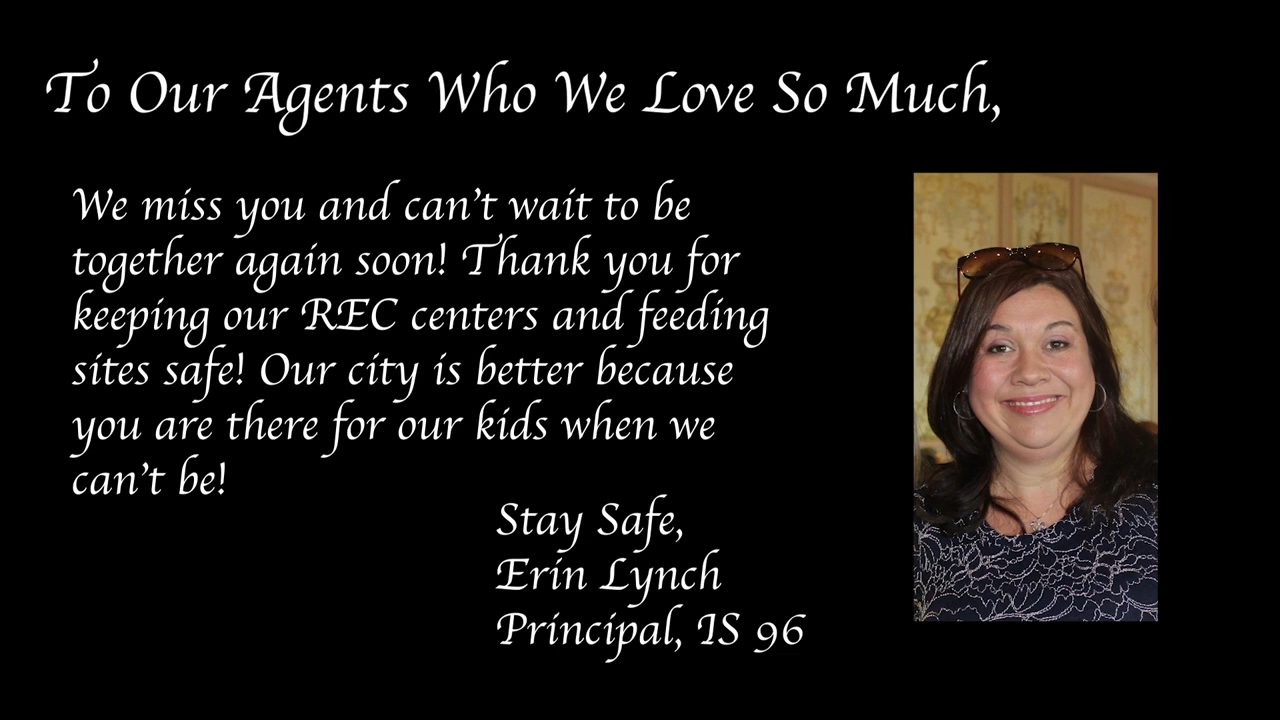 To Our Agents Who We Love So Much,
We miss you and can't wait to be
together again soon! Thank you for
keeping our REC centers and feeding
sites safe! Our city is better because
you are there for our kids when we
can't be!
Stay Safe,
Erin Lynch
Principal, IS 96